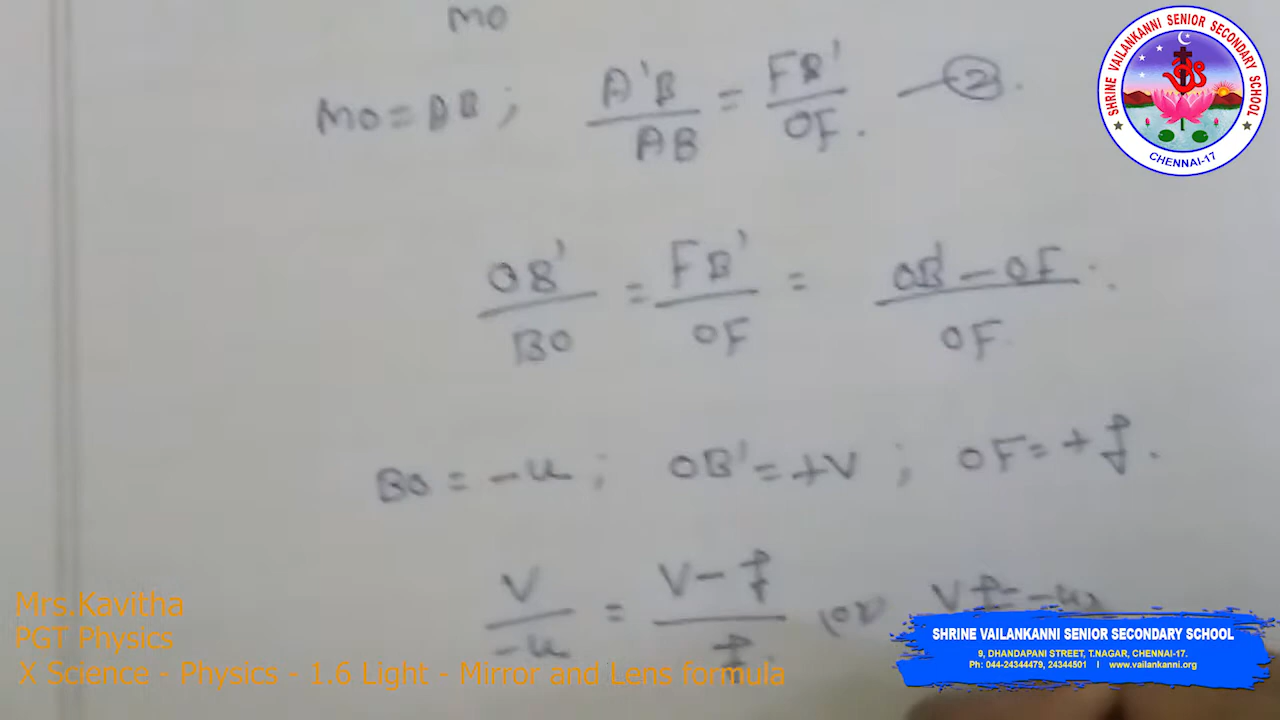 MO
MO = AB ; A'B / AB = FB' / OF . — 2 .
OB' / BO = FB' / OF = OB' – OF / OF .
BO = –u ; OB' = +V ; OF = + f .
V / –u = V – f / f . (or) Vf = –u
Mrs.Kavitha
PGT Physics
X Science - Physics - 1.6 Light - Mirror and Lens formula
SHRINE VAILANKANNI SENIOR SECONDARY SCHOOL
CHENNAI-17
SHRINE VAILANKANNI SENIOR SECONDARY SCHOOL
9, DHANDAPANI STREET, T.NAGAR, CHENNAI-17.
Ph: 044-24344479, 24344501 | www.vailankanni.org